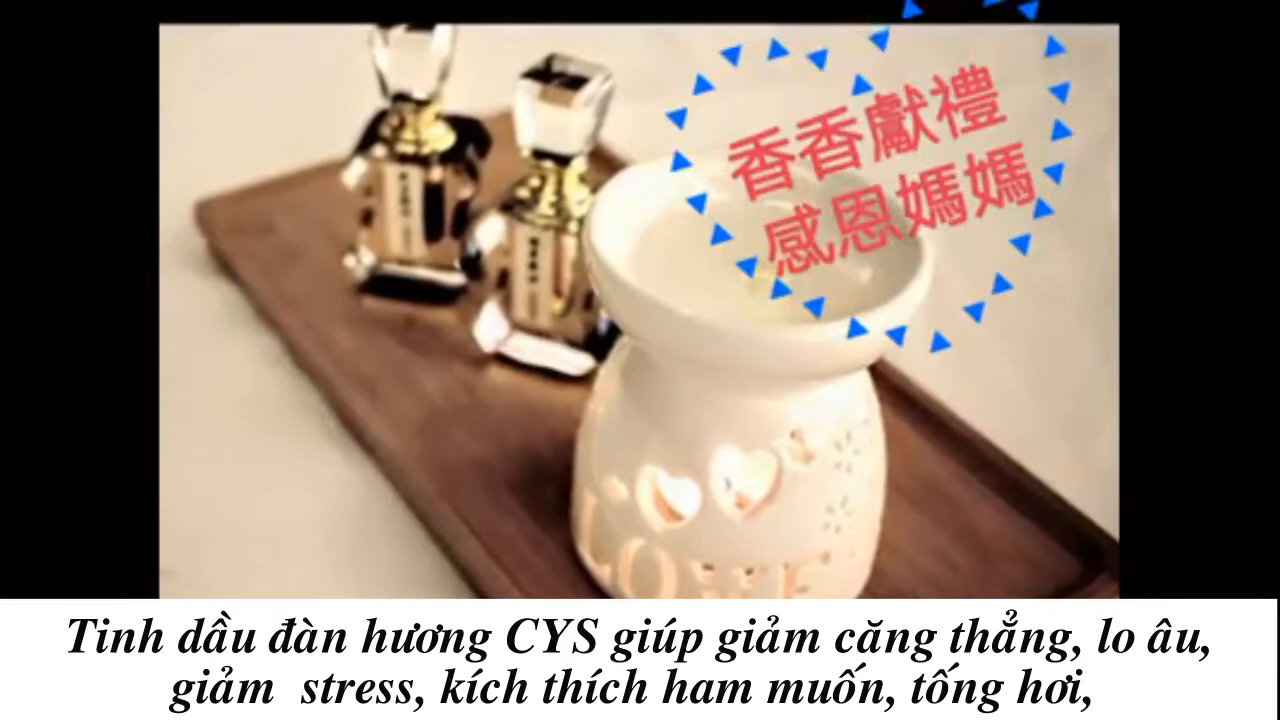 香香獻禮
感恩媽媽
LOVE
Tinh dầu đàn hương CYS giúp giảm căng thẳng, lo âu,
giảm stress, kích thích ham muốn, tống hơi,